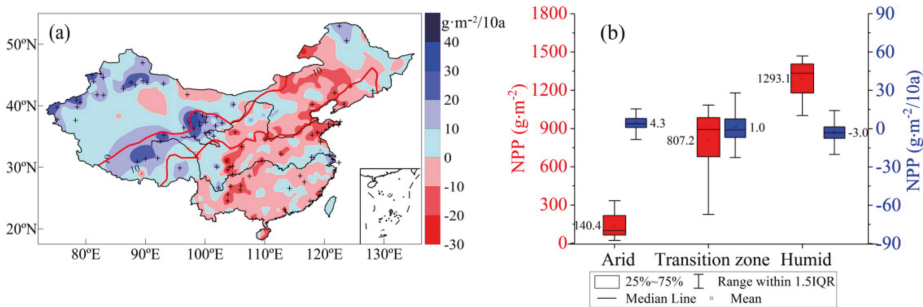 (a)
g·m⁻²/10a
50°N
40°N
30°N
20°N
80°E 90°E 100°E 110°E 120°E 130°E
40
30
20
10
0
-10
-20
-30
10
-10
(b)
NPP (g·m⁻²)
1800
1500
1200
900
600
300
0
140.4
4.3
807.2
1.0
1293.1
-3.0
90
60
30
0
-30
-60
-90
NPP (g·m⁻²/10a)
Arid Transition zone Humid
25%~75% Range within 1.5IQR
Median Line Mean